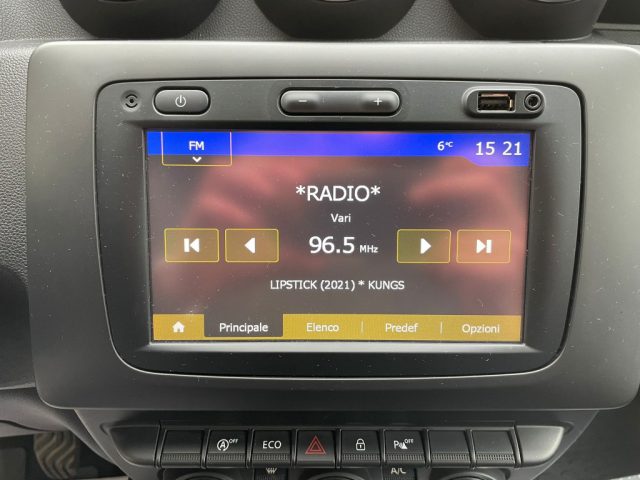 FM 6°C 15 21
*RADIO*
Vari
96.5 MHz
LIPSTICK (2021) * KUNGS
Principale Elenco Predef Opzioni
A OFF ECO P OFF
A/C